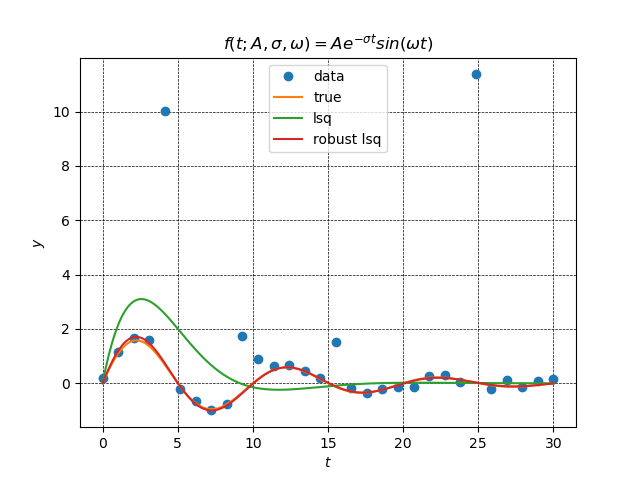 f(t; A, σ, ω) = Ae^{-σt}sin(ωt)
data
true
lsq
robust lsq
10
8
6
4
2
0
y
0 5 10 15 20 25 30
t